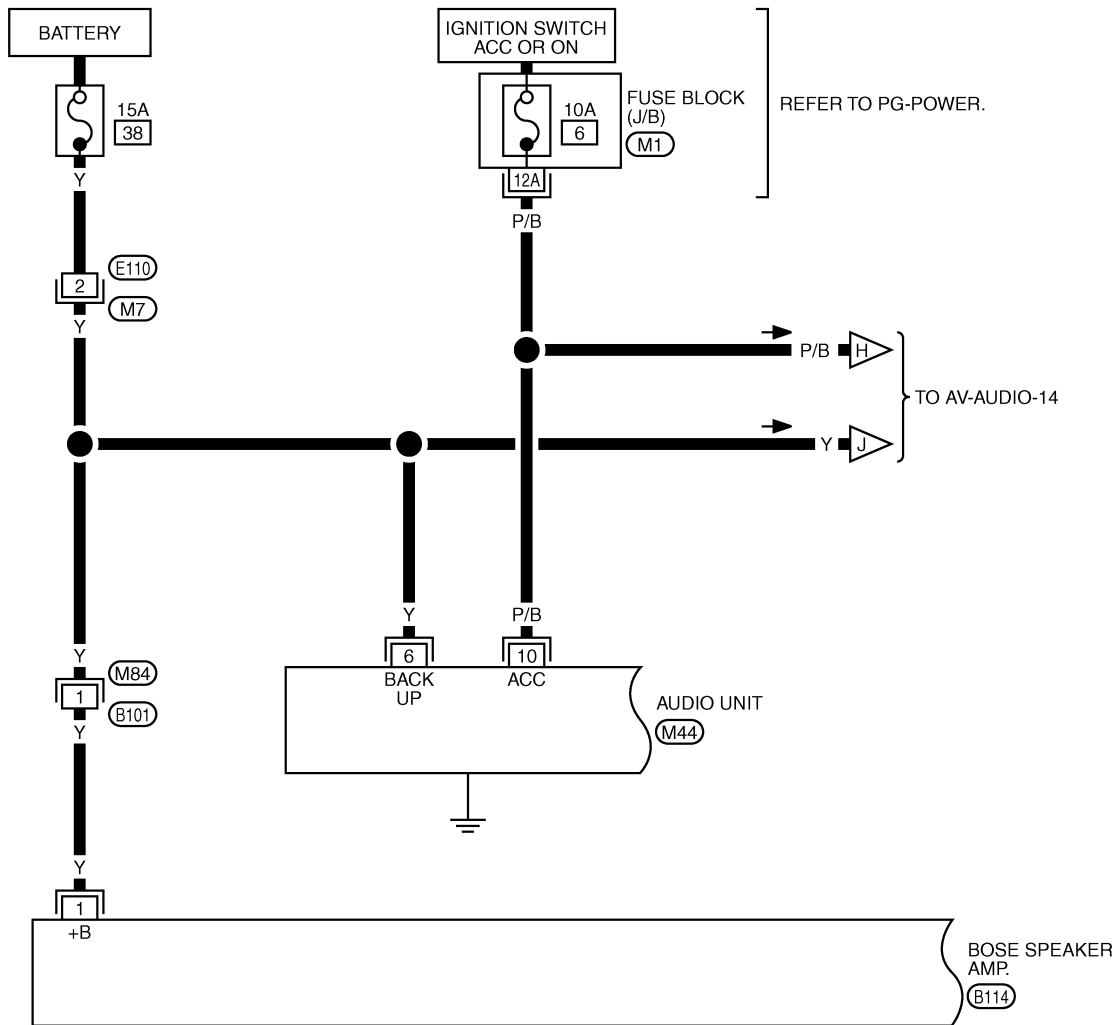 BATTERY
IGNITION SWITCH
ACC OR ON
15A
38
10A
6
FUSE BLOCK
(J/B)
M1
REFER TO PG-POWER.
12A
Y
P/B
2
E110
M7
Y
P/B
H
TO AV-AUDIO-14
Y
J
Y
P/B
Y
M84
1
B101
6
10
BACK
UP
ACC
AUDIO UNIT
M44
Y
Y
1
+B
BOSE SPEAKER
AMP.
B114